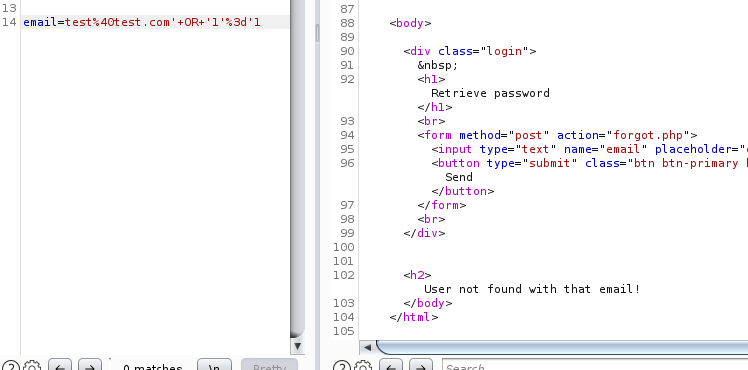 13
14 email=test%40test.com'+OR+'1'%3d'1
0 matches
\n
Pretty
87
88 <body>
89
90 <div class="login">
91 &nbsp;
92 <h1>
Retrieve password
</h1>
93 <br>
94 <form method="post" action="forgot.php">
95 <input type="text" name="email" placeholder="
96 <button type="submit" class="btn btn-primary
Send
</button>
97 </form>
98 <br>
99 </div>
100
101
102 <h2>
User not found with that email!
103 </body>
104 </html>
105
Search...